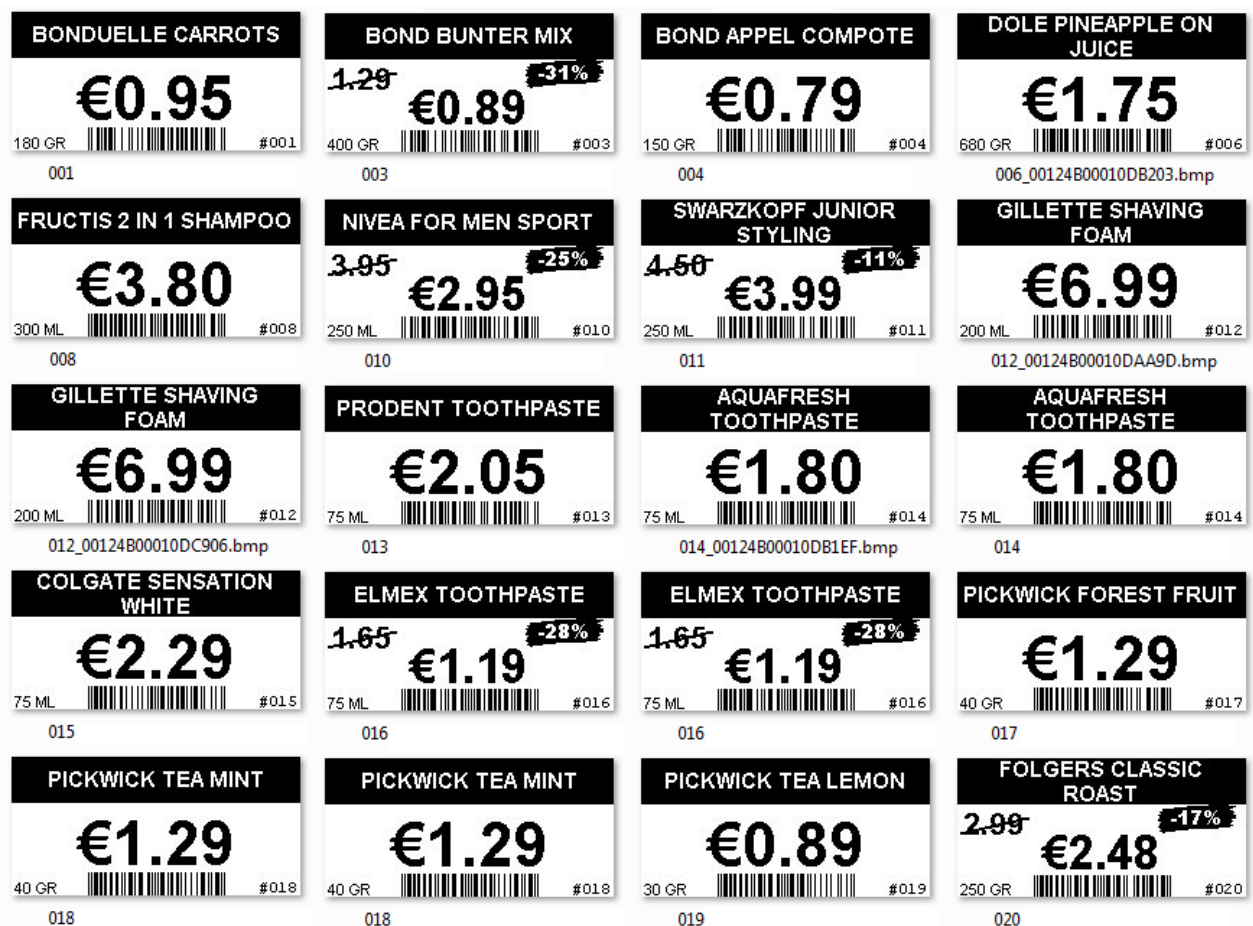 BONDUELLE CARROTS
€0.95
180 GR #001
001
BOND BUNTER MIX
1.29 -31%
€0.89
400 GR #003
003
BOND APPEL COMPOTE
€0.79
150 GR #004
004
DOLE PINEAPPLE ON
JUICE
€1.75
680 GR #006
006_00124B00010DB203.bmp
FRUCTIS 2 IN 1 SHAMPOO
€3.80
300 ML #008
008
NIVEA FOR MEN SPORT
3.95 -25%
€2.95
250 ML #010
010
SWARZKOPF JUNIOR
STYLING
4.50 -11%
€3.99
250 ML #011
011
GILLETTE SHAVING
FOAM
€6.99
200 ML #012
012_00124B00010DAA9D.bmp
GILLETTE SHAVING
FOAM
€6.99
200 ML #012
012_00124B00010DC906.bmp
PRODENT TOOTHPASTE
€2.05
75 ML #013
013
AQUAFRESH
TOOTHPASTE
€1.80
75 ML #014
014_00124B00010DB1EF.bmp
AQUAFRESH
TOOTHPASTE
€1.80
75 ML #014
014
COLGATE SENSATION
WHITE
€2.29
75 ML #015
015
ELMEX TOOTHPASTE
1.65 -28%
€1.19
75 ML #016
016
ELMEX TOOTHPASTE
1.65 -28%
€1.19
75 ML #016
016
PICKWICK FOREST FRUIT
€1.29
40 GR #017
017
PICKWICK TEA MINT
€1.29
40 GR #018
018
PICKWICK TEA MINT
€1.29
40 GR #018
018
PICKWICK TEA LEMON
€0.89
30 GR #019
019
FOLGERS CLASSIC
ROAST
2.99 -17%
€2.48
250 GR #020
020